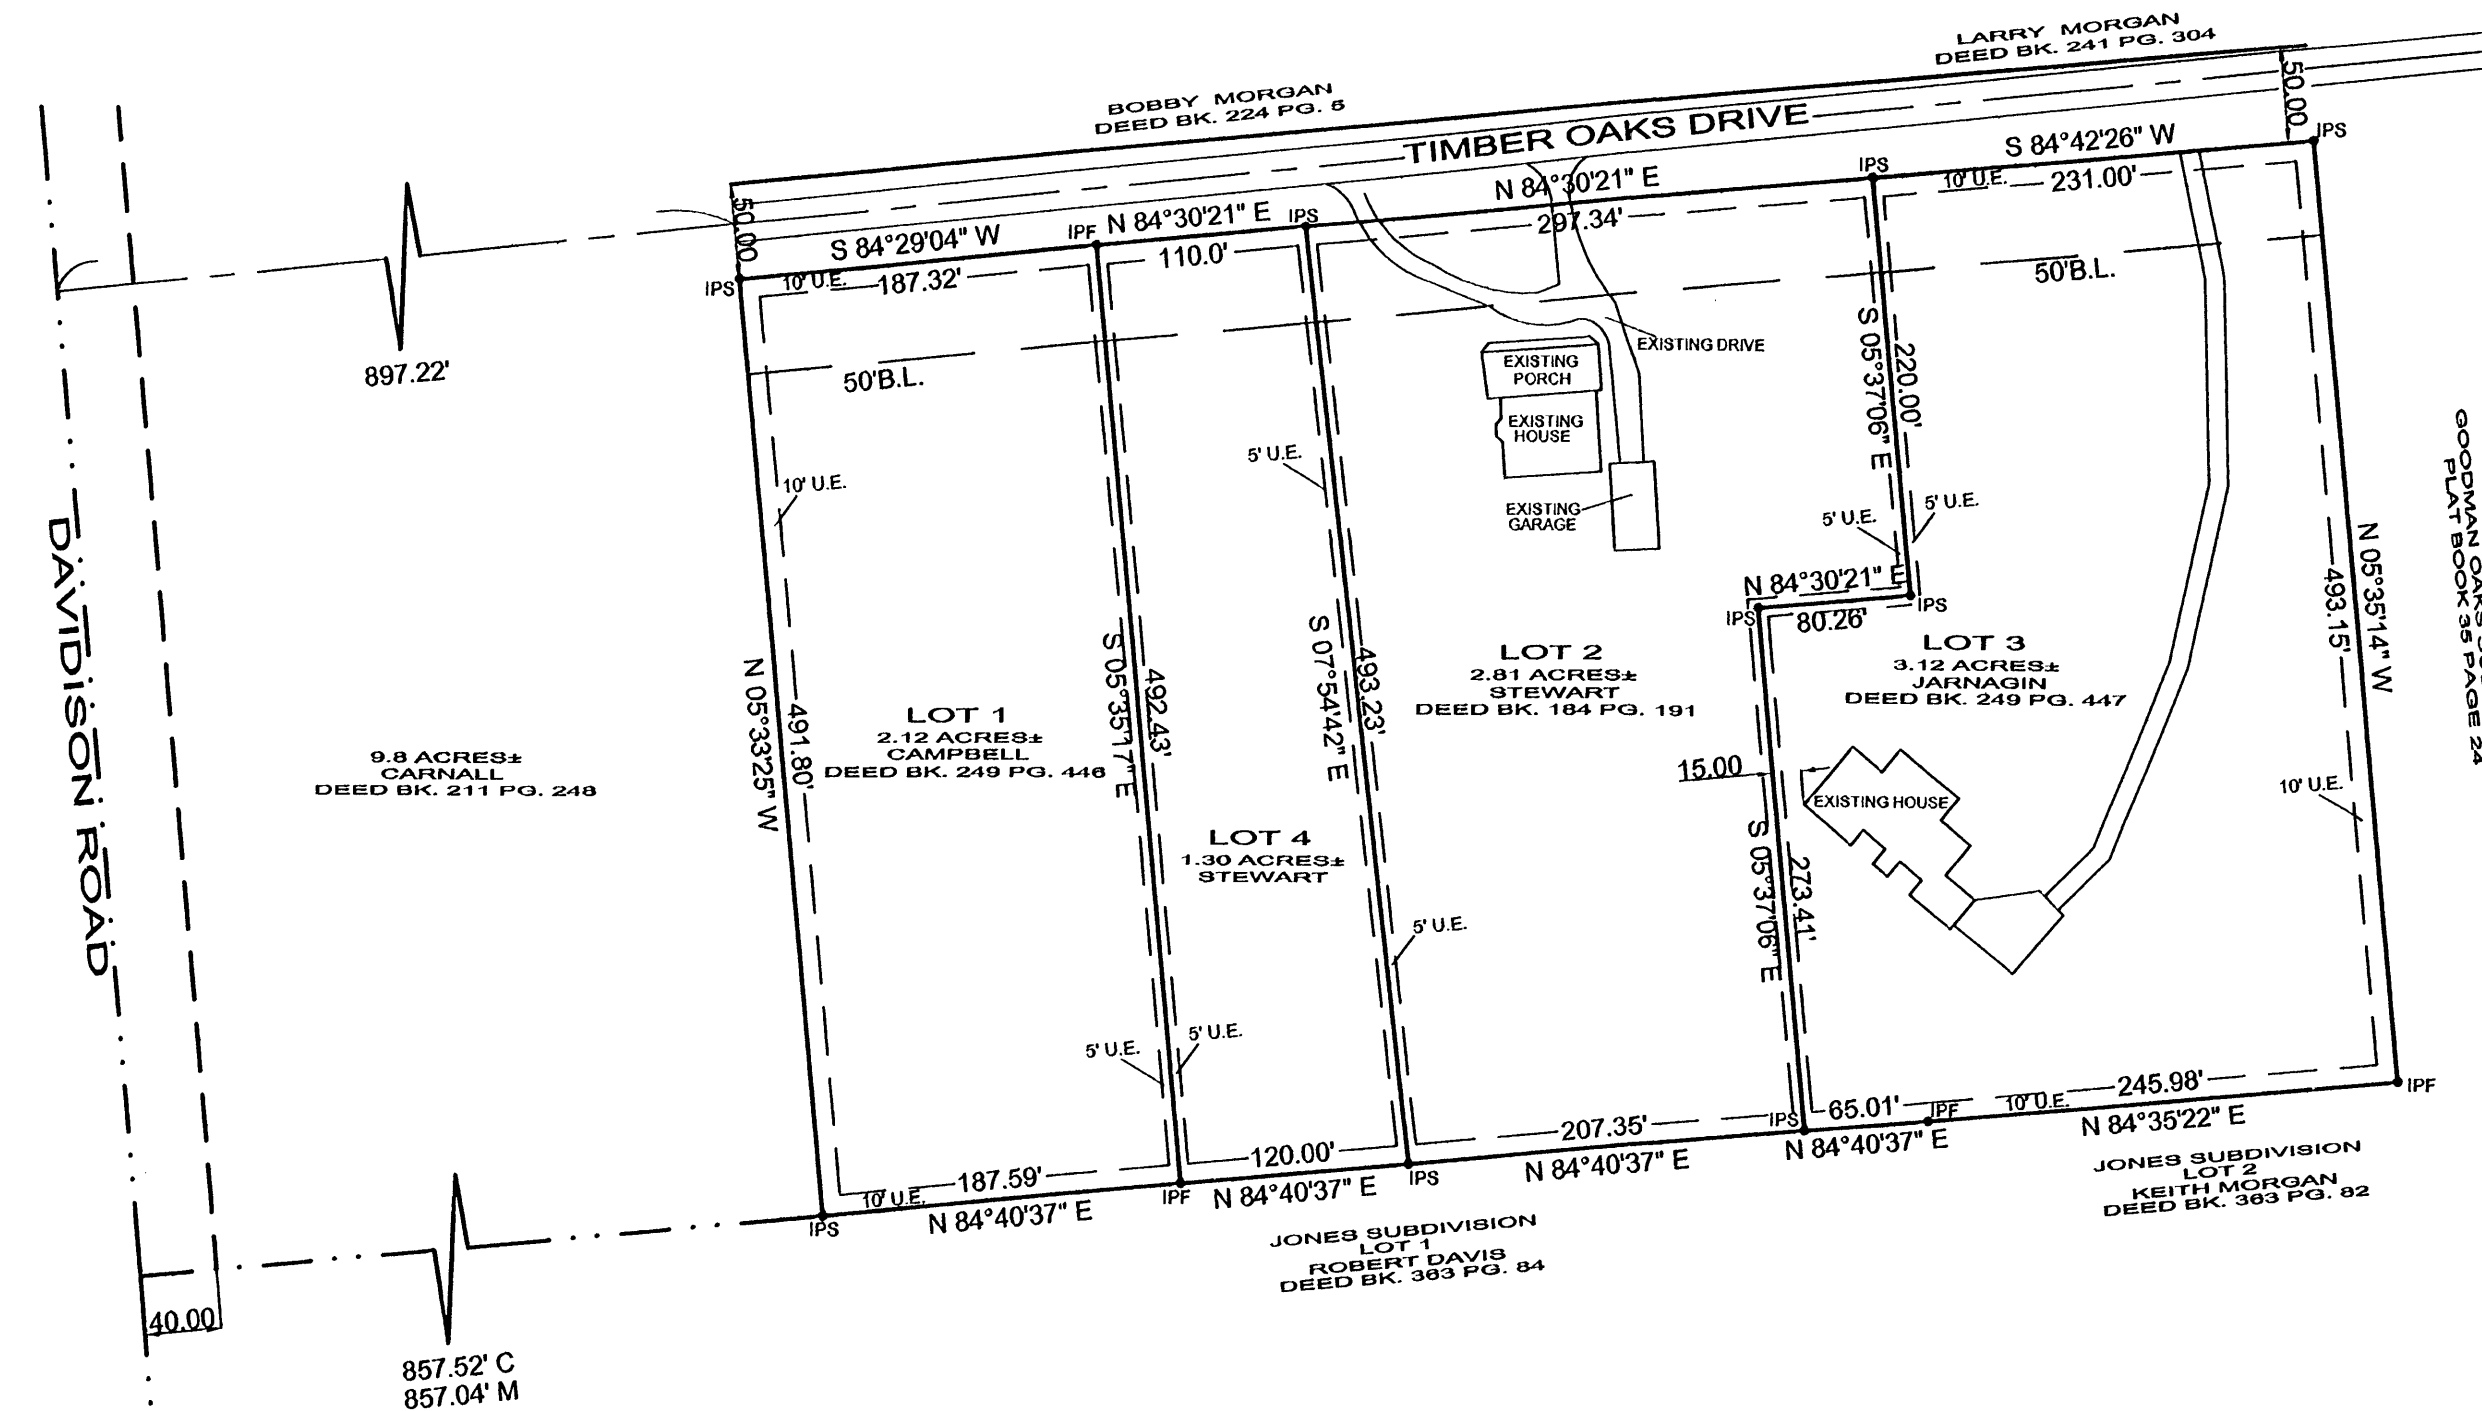 LARRY MORGAN
DEED BK. 241 PG. 304
BOBBY MORGAN
DEED BK. 224 PG. 5
TIMBER OAKS DRIVE
50.00
50.00
IPS
S 84°42'26" W
10' U.E.
231.00'
IPS
N 84°30'21" E
297.34'
IPS
N 84°30'21" E
110.0'
IPF
S 84°29'04" W
10' U.E.
187.32'
IPS
50'B.L.
50'B.L.
897.22'
EXISTING DRIVE
EXISTING
PORCH
EXISTING
HOUSE
EXISTING
GARAGE
S 05°37'06" E
220.00'
5' U.E.
10' U.E.
5' U.E.
5' U.E.
N 84°30'21" E
80.26'
IPS
IPS
GOODMAN OAKS
PLAT BOOK 35 PAGE 24
DAVIDISON ROAD
N 05°35'14" W
493.15'
LOT 3
3.12 ACRES±
JARNAGIN
DEED BK. 249 PG. 447
LOT 2
2.81 ACRES±
STEWART
DEED BK. 184 PG. 191
S 07°54'42" E
493.23'
S 05°35'17" E
492.43'
N 05°33'25" W
491.80'
LOT 1
2.12 ACRES±
CAMPBELL
DEED BK. 249 PG. 446
9.8 ACRES±
CARNALL
DEED BK. 211 PG. 248
LOT 4
1.30 ACRES±
STEWART
15.00
EXISTING HOUSE
10' U.E.
S 05°37'06" E
273.41'
5' U.E.
5' U.E.
5' U.E.
IPF
245.98'
10' U.E.
N 84°35'22" E
IPF
65.01'
N 84°40'37" E
IPS
207.35'
N 84°40'37" E
IPS
120.00'
N 84°40'37" E
IPF
187.59'
10' U.E.
N 84°40'37" E
IPS
JONES SUBDIVISION
LOT 2
KEITH MORGAN
DEED BK. 363 PG. 82
JONES SUBDIVISION
LOT 1
ROBERT DAVIS
DEED BK. 363 PG. 84
40.00
857.52' C
857.04' M